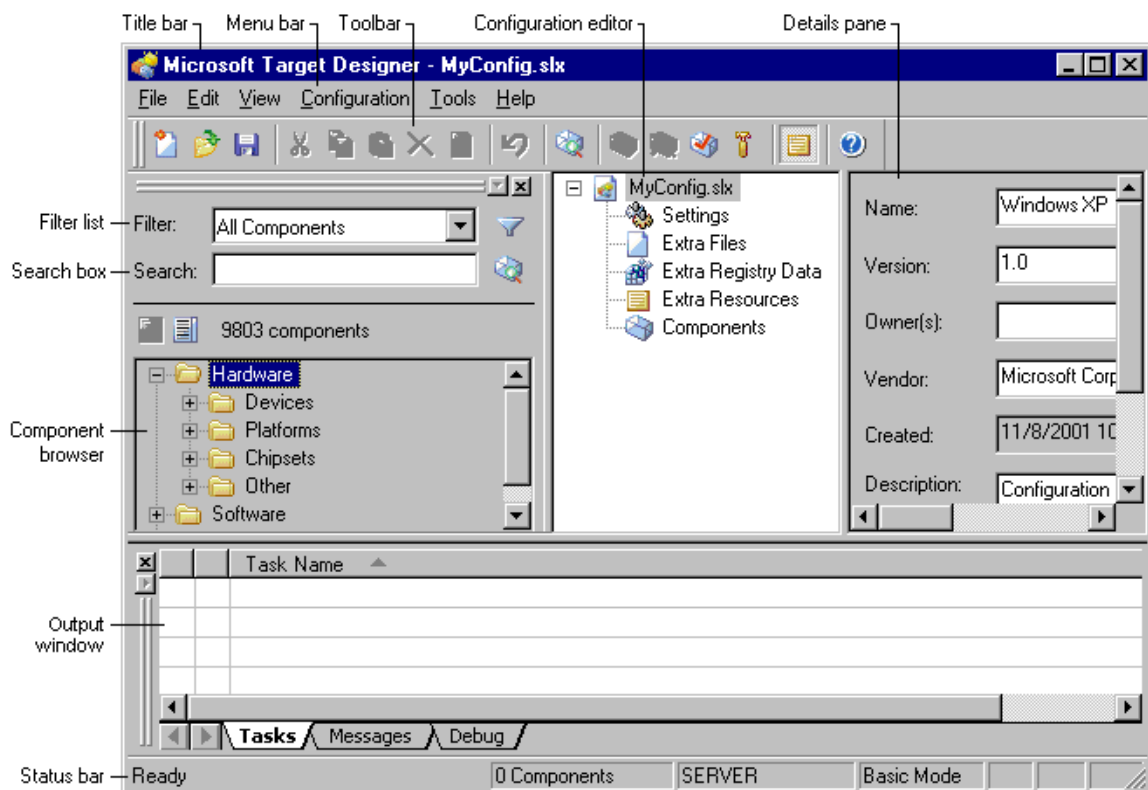 Title bar
Menu bar
Toolbar
Configuration editor
Details pane
Microsoft Target Designer - MyConfig.slx
File Edit View Configuration Tools Help
Filter list
Filter:
All Components
Search box
Search:
9803 components
Component browser
Hardware
Devices
Platforms
Chipsets
Other
Software
MyConfig.slx
Settings
Extra Files
Extra Registry Data
Extra Resources
Components
Name:
Windows XP
Version:
1.0
Owner(s):
Vendor:
Microsoft Corp
Created:
11/8/2001 10
Description:
Configuration
Task Name
Output
window
Tasks
Messages
Debug
Status bar
Ready
0 Components
SERVER
Basic Mode